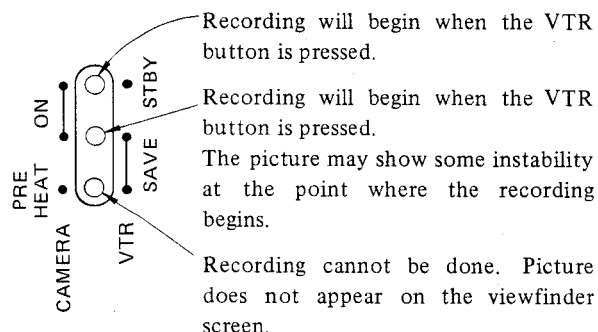 Recording will begin when the VTR
button is pressed.
Recording will begin when the VTR
button is pressed.
The picture may show some instability
at the point where the recording
begins.
Recording cannot be done. Picture
does not appear on the viewfinder
screen.
ON
PRE
HEAT
CAMERA
STBY
SAVE
VTR